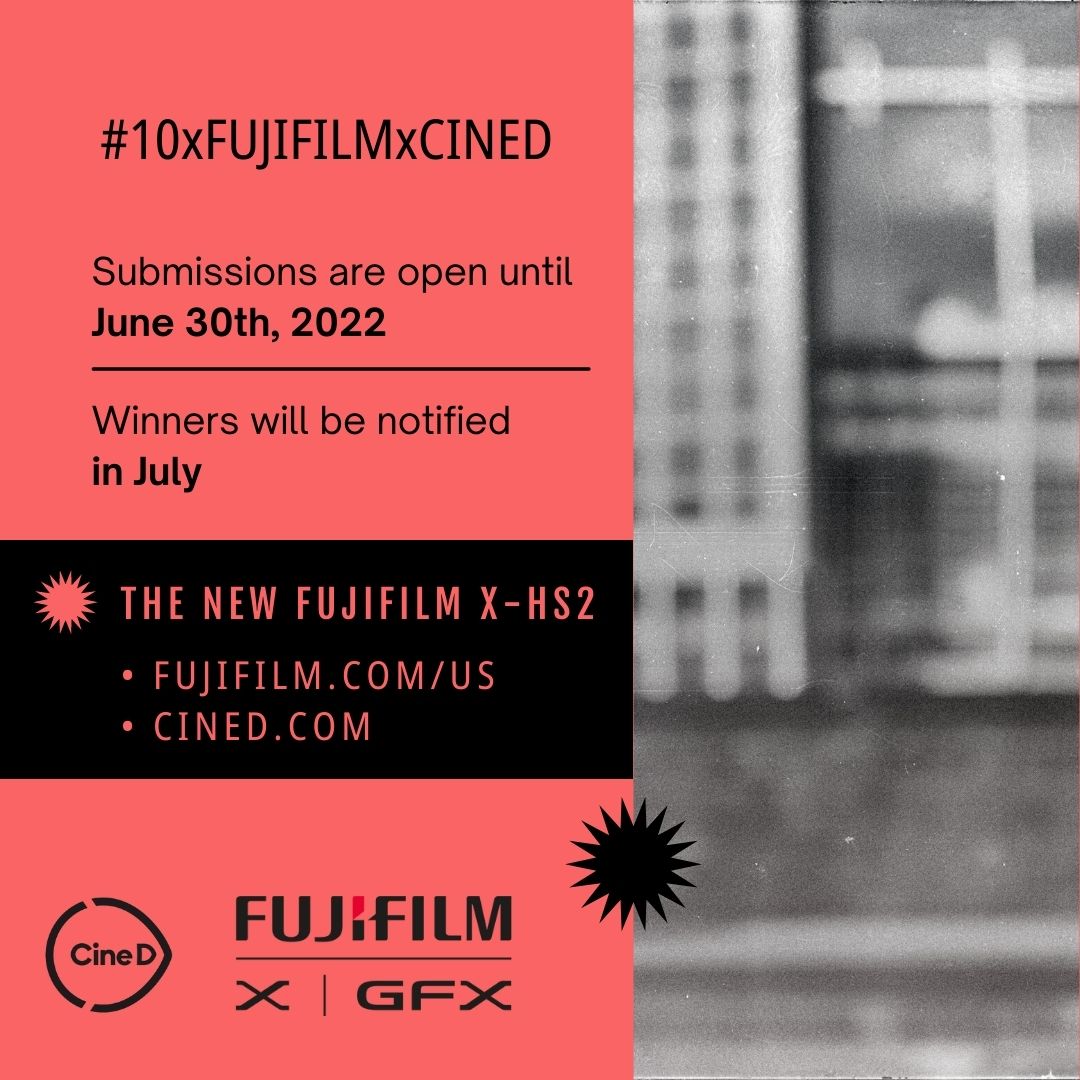 #10xFUJIFILMxCINED
Submissions are open until
June 30th, 2022
Winners will be notified
in July
THE NEW FUJIFILM X-HS2
• FUJIFILM.COM/US
• CINED.COM
CineD
FUJIFILM
X | GFX